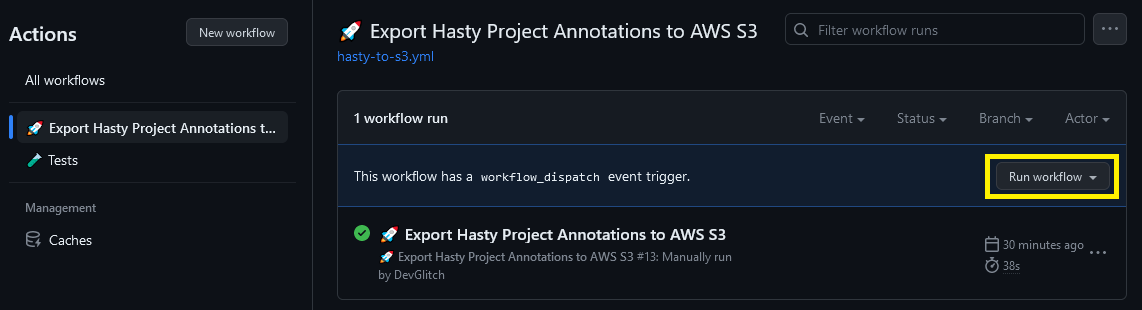 Actions
New workflow
All workflows
🚀 Export Hasty Project Annotations t...
🧪 Tests
Management
Caches
🚀 Export Hasty Project Annotations to AWS S3
hasty-to-s3.yml
Filter workflow runs
1 workflow run
Event
Status
Branch
Actor
This workflow has a workflow_dispatch event trigger.
Run workflow
🚀 Export Hasty Project Annotations to AWS S3
🚀 Export Hasty Project Annotations to AWS S3 #13: Manually run
by DevGlitch
30 minutes ago
38s